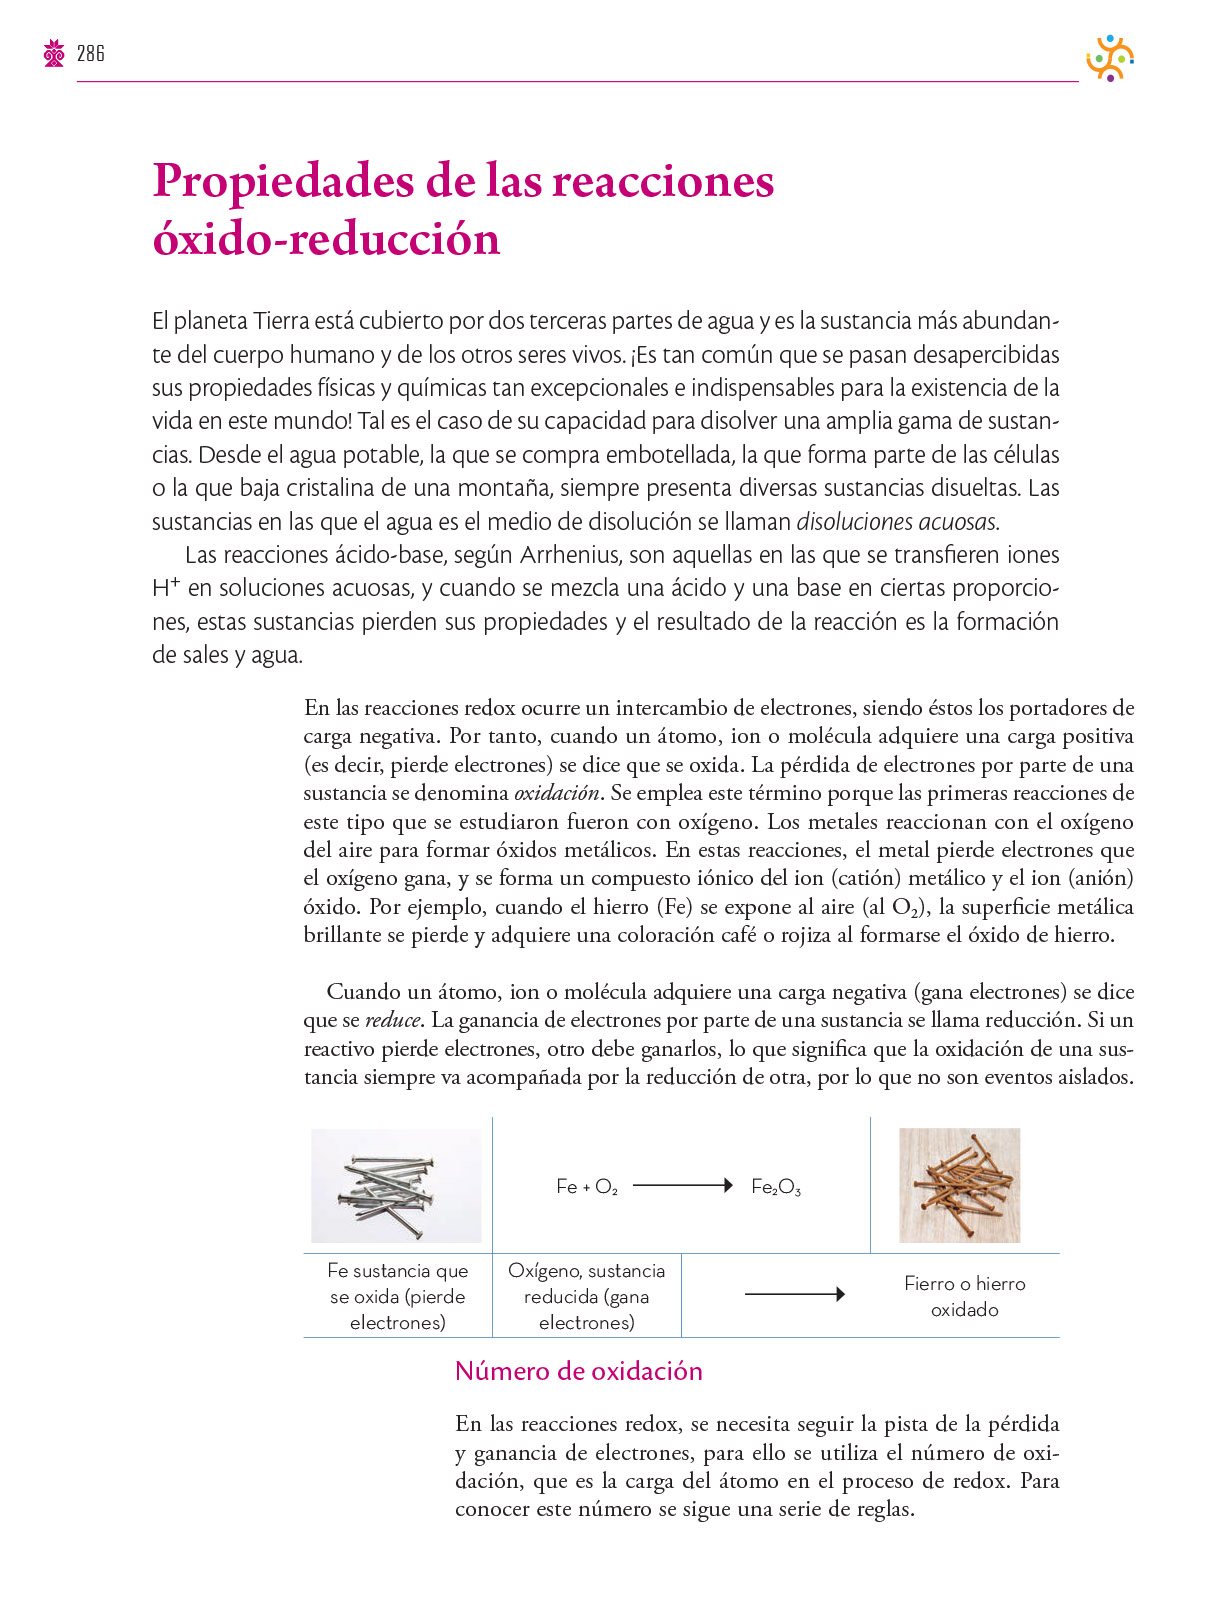 286
Propiedades de las reacciones
óxido-reducción
El planeta Tierra está cubierto por dos terceras partes de agua y es la sustancia más abundan-
te del cuerpo humano y de los otros seres vivos. ¡Es tan común que se pasan desapercibidas
sus propiedades físicas y químicas tan excepcionales e indispensables para la existencia de la
vida en este mundo! Tal es el caso de su capacidad para disolver una amplia gama de sustan-
cias. Desde el agua potable, la que se compra embotellada, la que forma parte de las células
o la que baja cristalina de una montaña, siempre presenta diversas sustancias disueltas. Las
sustancias en las que el agua es el medio de disolución se llaman disoluciones acuosas.
Las reacciones ácido-base, según Arrhenius, son aquellas en las que se transfieren iones
H⁺ en soluciones acuosas, y cuando se mezcla una ácido y una base en ciertas proporcio-
nes, estas sustancias pierden sus propiedades y el resultado de la reacción es la formación
de sales y agua.
En las reacciones redox ocurre un intercambio de electrones, siendo éstos los portadores de
carga negativa. Por tanto, cuando un átomo, ion o molécula adquiere una carga positiva
(es decir, pierde electrones) se dice que se oxida. La pérdida de electrones por parte de una
sustancia se denomina oxidación. Se emplea este término porque las primeras reacciones de
este tipo que se estudiaron fueron con oxígeno. Los metales reaccionan con el oxígeno
del aire para formar óxidos metálicos. En estas reacciones, el metal pierde electrones que
el oxígeno gana, y se forma un compuesto iónico del ion (catión) metálico y el ion (anión)
óxido. Por ejemplo, cuando el hierro (Fe) se expone al aire (al O₂), la superficie metálica
brillante se pierde y adquiere una coloración café o rojiza al formarse el óxido de hierro.
Cuando un átomo, ion o molécula adquiere una carga negativa (gana electrones) se dice
que se reduce. La ganancia de electrones por parte de una sustancia se llama reducción. Si un
reactivo pierde electrones, otro debe ganarlos, lo que significa que la oxidación de una sus-
tancia siempre va acompañada por la reducción de otra, por lo que no son eventos aislados.
Fe + O₂ → Fe₂O₃
Fe sustancia que
se oxida (pierde
electrones)
Oxígeno, sustancia
reducida (gana
electrones)
→
Fierro o hierro
oxidado
Número de oxidación
En las reacciones redox, se necesita seguir la pista de la pérdida
y ganancia de electrones, para ello se utiliza el número de oxi-
dación, que es la carga del átomo en el proceso de redox. Para
conocer este número se sigue una serie de reglas.